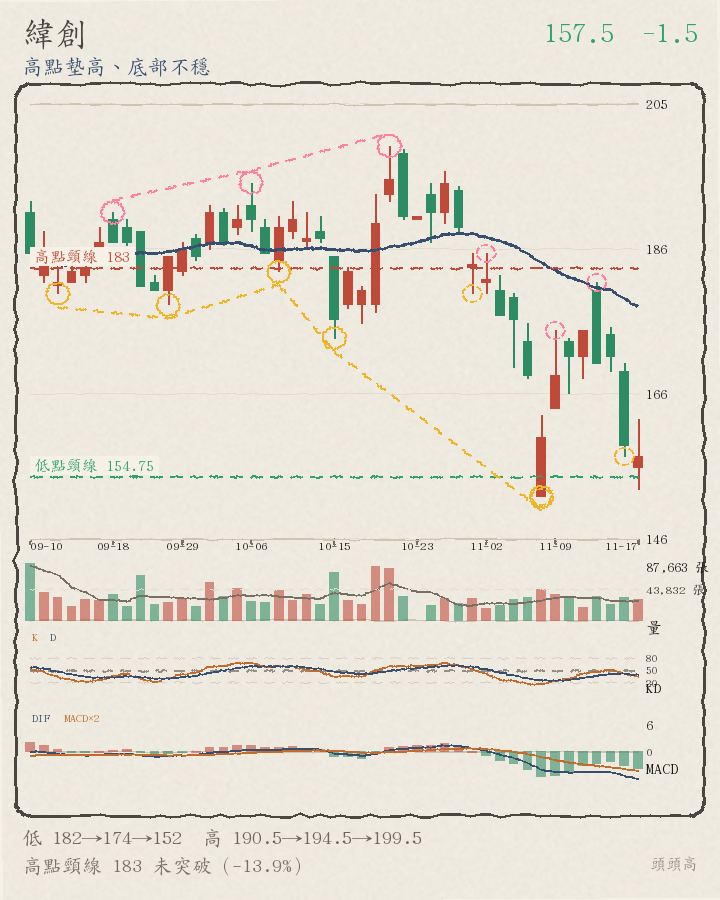 緯創
157.5 -1.5
高點墊高、底部不穩
205
高點頸線 183
186
166
低點頸線 154.75
146
09-10 09-18 09-29 10-06 10-15 10-23 11-02 11-09 11-17
87,663 張
43,832 張
量
K D
80
50
20
KD
DIF MACD×2
6
0
MACD
低 182→174→152 高 190.5→194.5→199.5
高點頸線 183 未突破 (-13.9%)
頭頭高